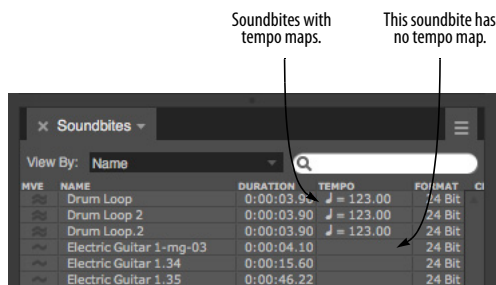 Soundbites with
tempo maps.
This soundbite has
no tempo map.
× Soundbites
View By: Name
MVE NAME DURATION TEMPO FORMAT
Drum Loop 0:00:03.90 ♩ = 123.00 24 Bit
Drum Loop 2 0:00:03.90 ♩ = 123.00 24 Bit
Drum.Loop 2 0:00:03.90 ♩ = 123.00 24 Bit
Electric Guitar 1-mg-03 0:00:04.10 24 Bit
Electric Guitar 1.34 0:00:15.60 24 Bit
Electric Guitar 1.35 0:00:46.22 24 Bit